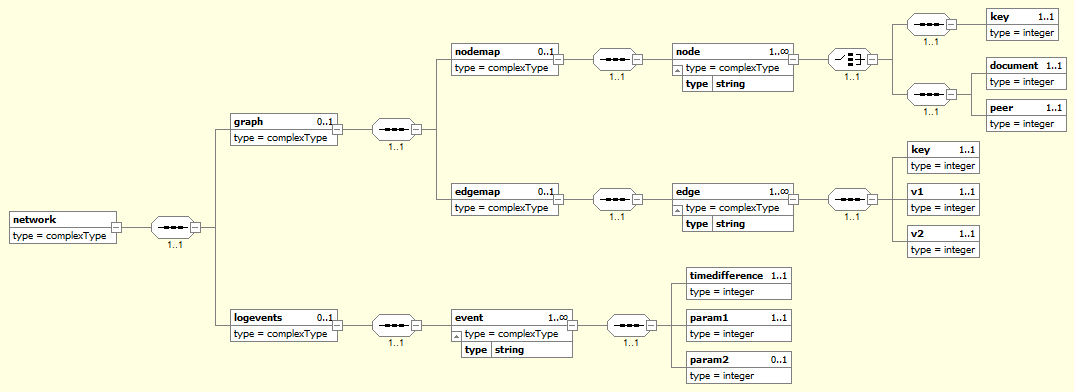 network
type = complexType
1..1
graph 0..1
type = complexType
1..1
nodemap 0..1
type = complexType
1..1
node 1..∞
type = complexType
type string
1..1
1..1
key 1..1
type = integer
1..1
document 1..1
type = integer
peer 1..1
type = integer
edgemap 0..1
type = complexType
1..1
edge 1..∞
type = complexType
type string
1..1
key 1..1
type = integer
v1 1..1
type = integer
v2 1..1
type = integer
logevents 0..1
type = complexType
1..1
event 1..∞
type = complexType
type string
1..1
timedifference 1..1
type = integer
param1 1..1
type = integer
param2 0..1
type = integer